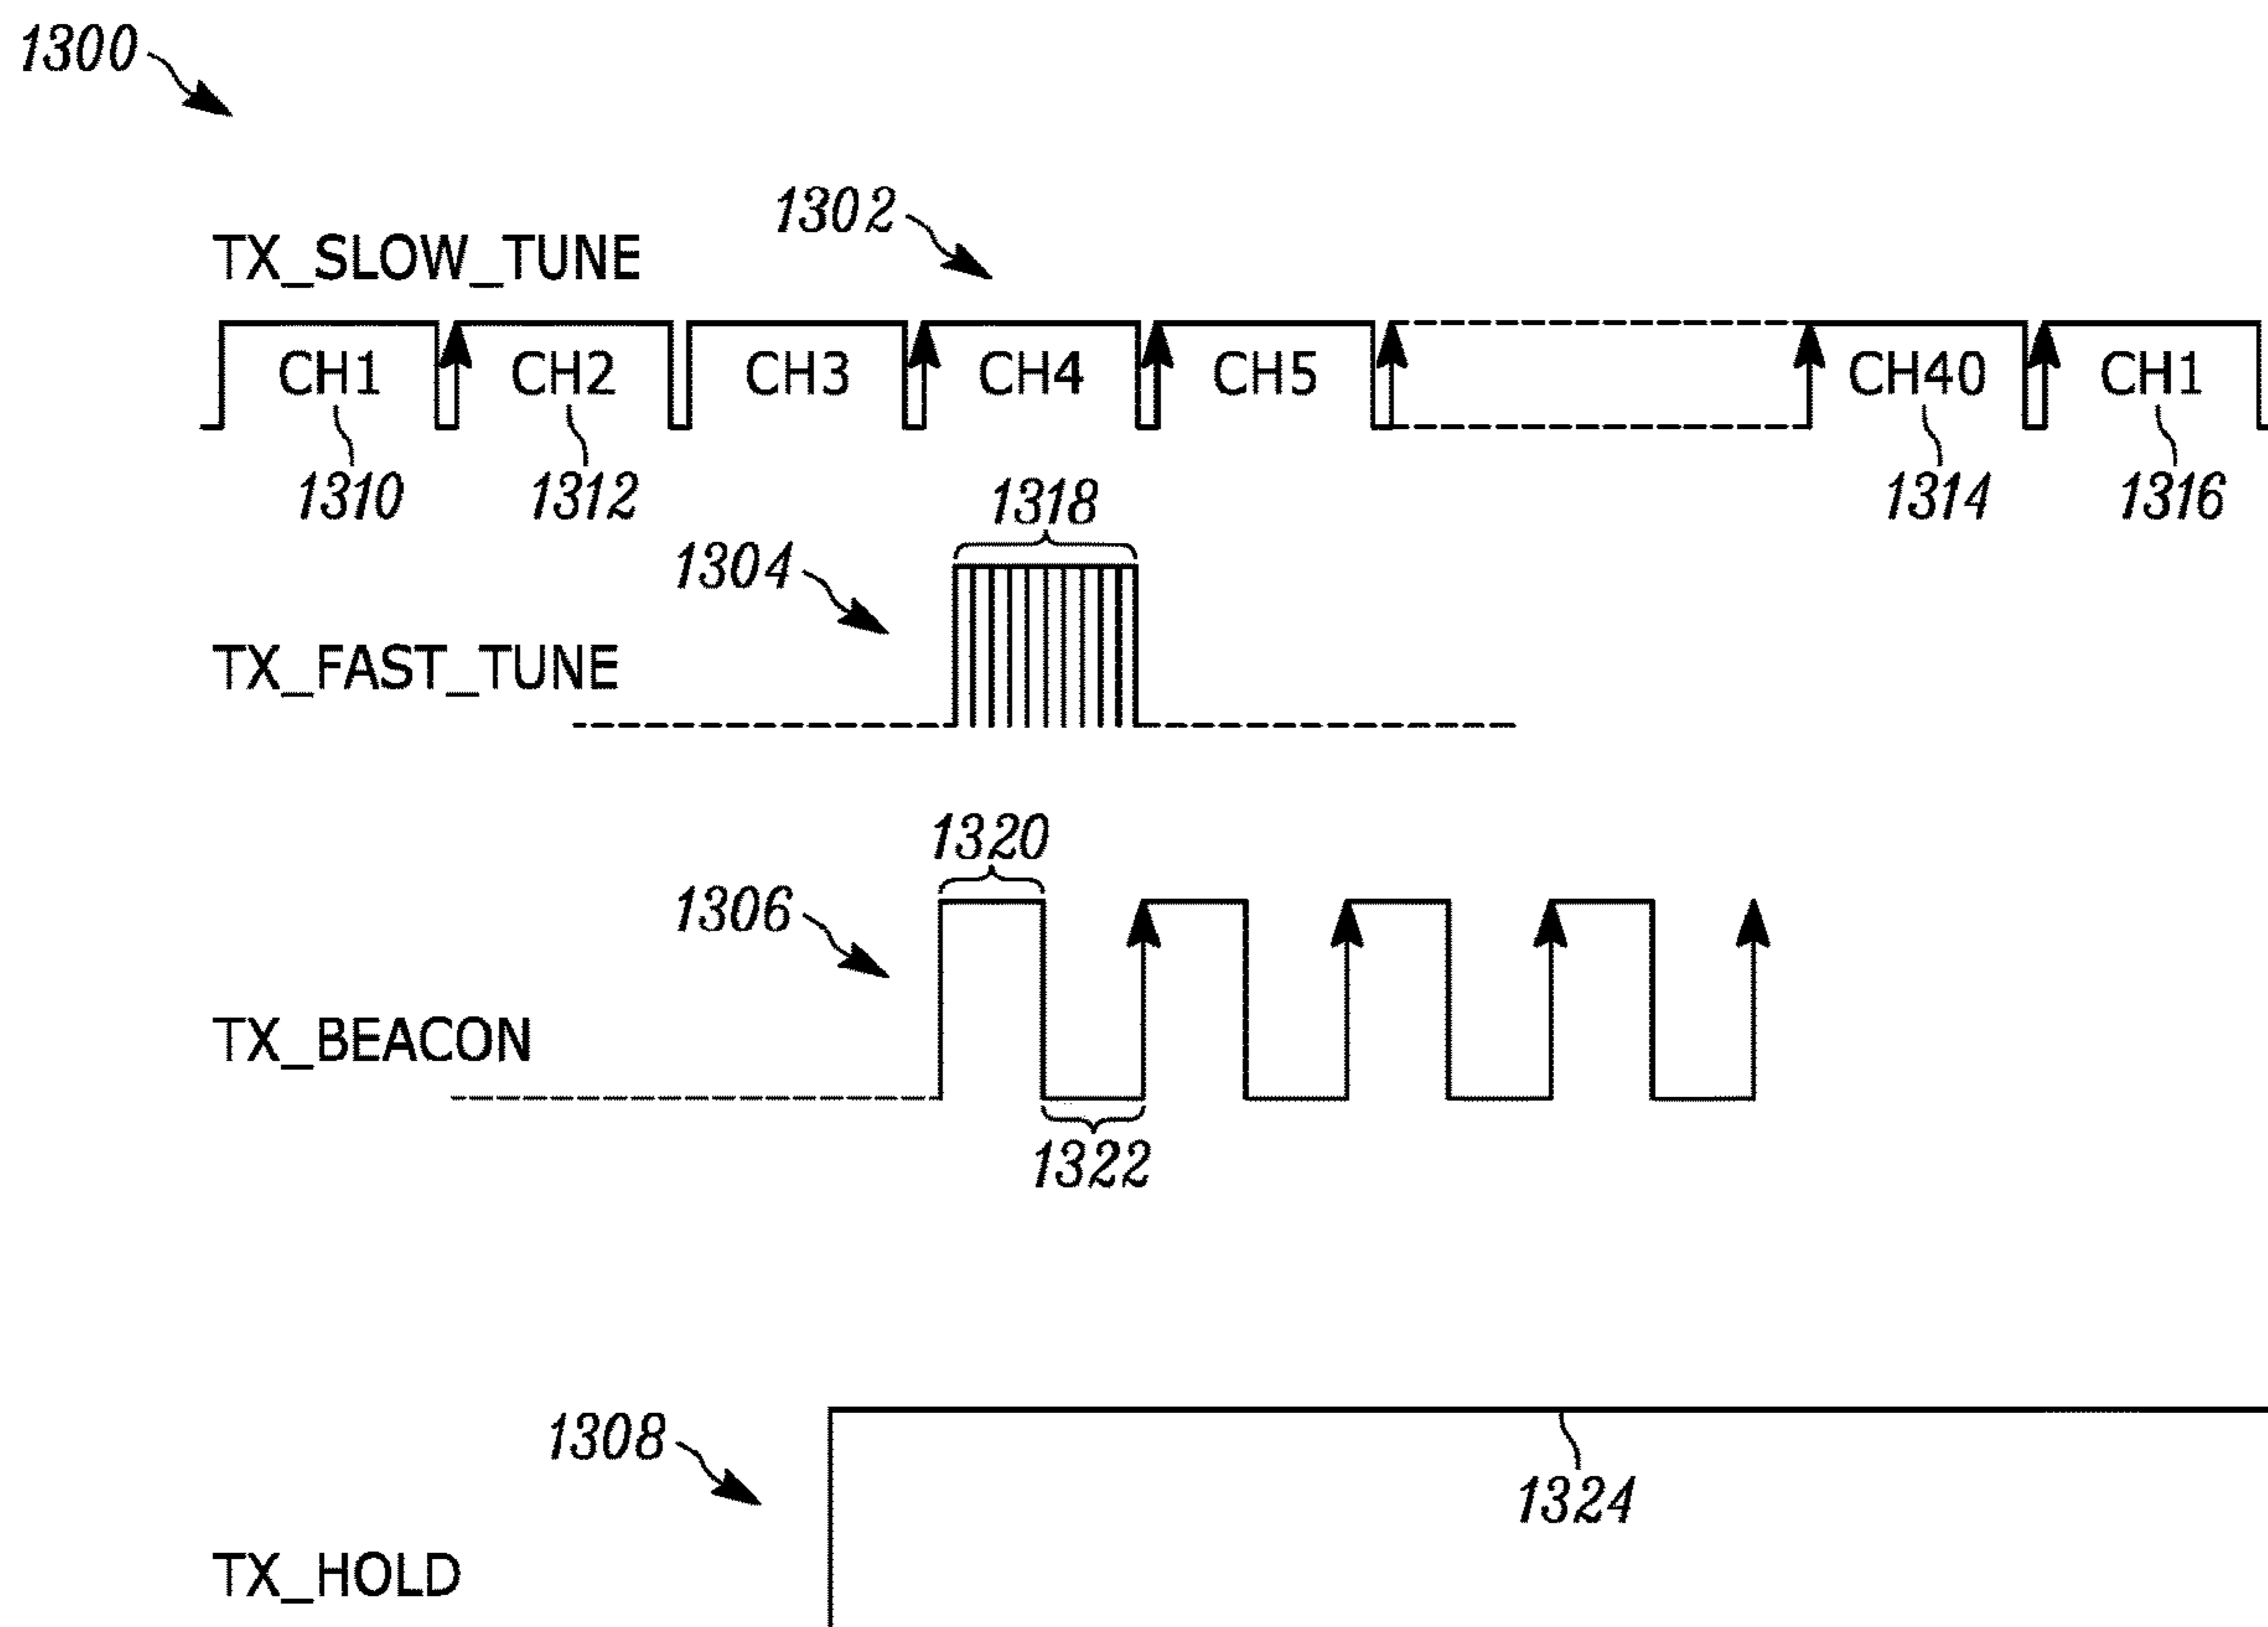 1300
1302
TX_SLOW_TUNE
CH1 CH2 CH3 CH4 CH5 CH40 CH1
1310 1312 1314 1316
1318
1304
TX_FAST_TUNE
1320
1306
TX_BEACON
1322
1308
1324
TX_HOLD